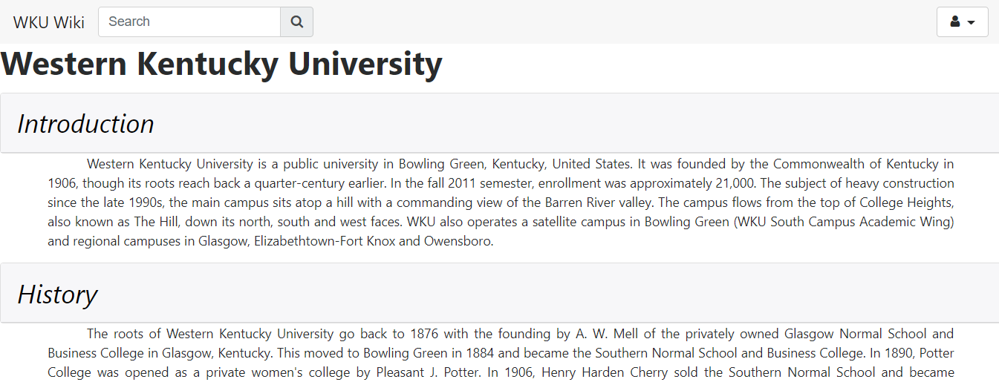 WKU Wiki Search
Western Kentucky University
Introduction
Western Kentucky University is a public university in Bowling Green, Kentucky, United States. It was founded by the Commonwealth of Kentucky in
1906, though its roots reach back a quarter-century earlier. In the fall 2011 semester, enrollment was approximately 21,000. The subject of heavy construction
since the late 1990s, the main campus sits atop a hill with a commanding view of the Barren River valley. The campus flows from the top of College Heights,
also known as The Hill, down its north, south and west faces. WKU also operates a satellite campus in Bowling Green (WKU South Campus Academic Wing)
and regional campuses in Glasgow, Elizabethtown-Fort Knox and Owensboro.
History
The roots of Western Kentucky University go back to 1876 with the founding by A. W. Mell of the privately owned Glasgow Normal School and
Business College in Glasgow, Kentucky. This moved to Bowling Green in 1884 and became the Southern Normal School and Business College. In 1890, Potter
College was opened as a private women's college by Pleasant J. Potter. In 1906, Henry Harden Cherry sold the Southern Normal School and became